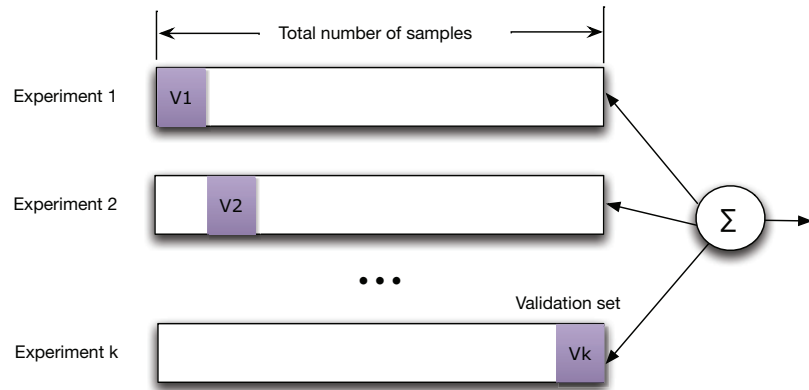 Total number of samples
Experiment 1
V1
Experiment 2
V2
Σ
•••
Validation set
Experiment k
Vk